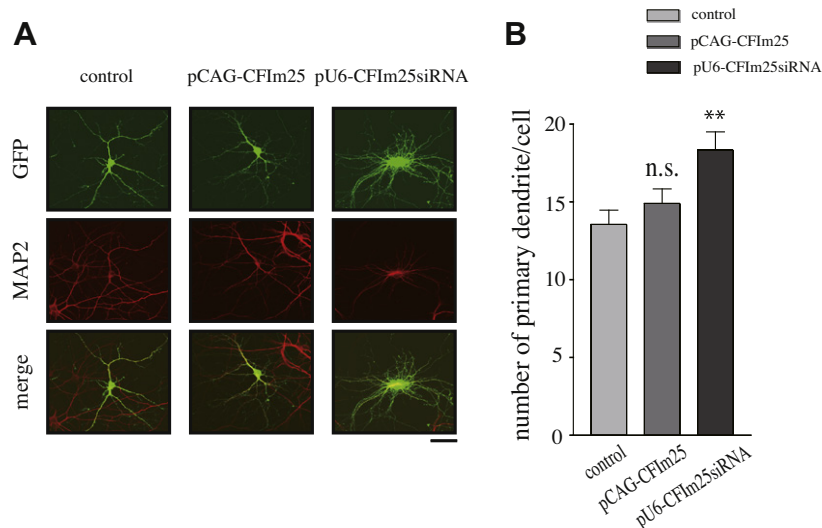 A
control pCAG-CFIm25 pU6-CFIm25siRNA
GFP
MAP2
merge
B
control
pCAG-CFIm25
pU6-CFIm25siRNA
number of primary dendrite/cell
20
15
10
5
0
n.s.
**
control
pCAG-CFIm25
pU6-CFIm25siRNA